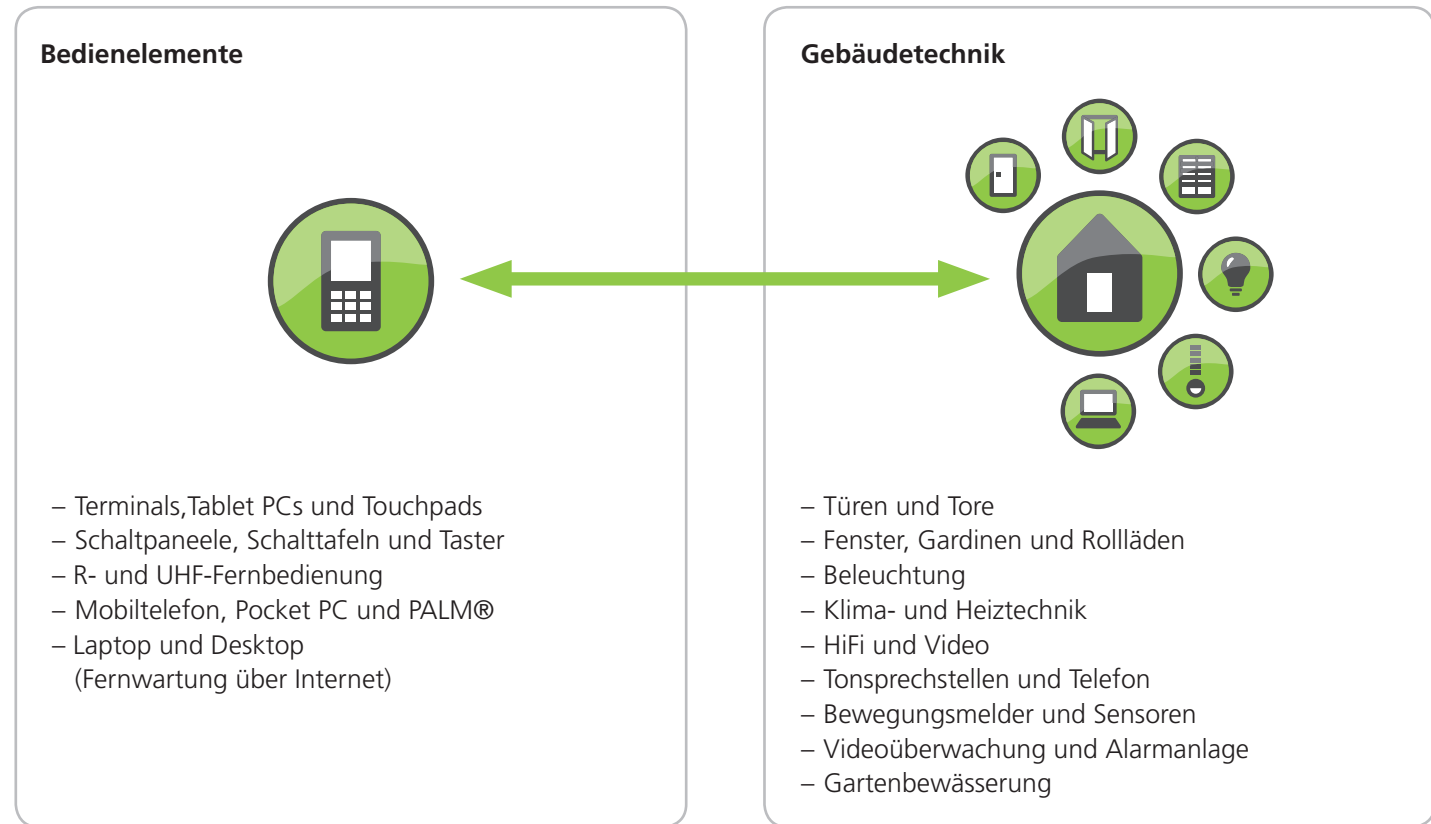 Bedienelemente
– Terminals,Tablet PCs und Touchpads
– Schaltpaneele, Schalttafeln und Taster
– R- und UHF-Fernbedienung
– Mobiltelefon, Pocket PC und PALM®
– Laptop und Desktop
(Fernwartung über Internet)
Gebäudetechnik
– Türen und Tore
– Fenster, Gardinen und Rollläden
– Beleuchtung
– Klima- und Heiztechnik
– HiFi und Video
– Tonsprechstellen und Telefon
– Bewegungsmelder und Sensoren
– Videoüberwachung und Alarmanlage
– Gartenbewässerung